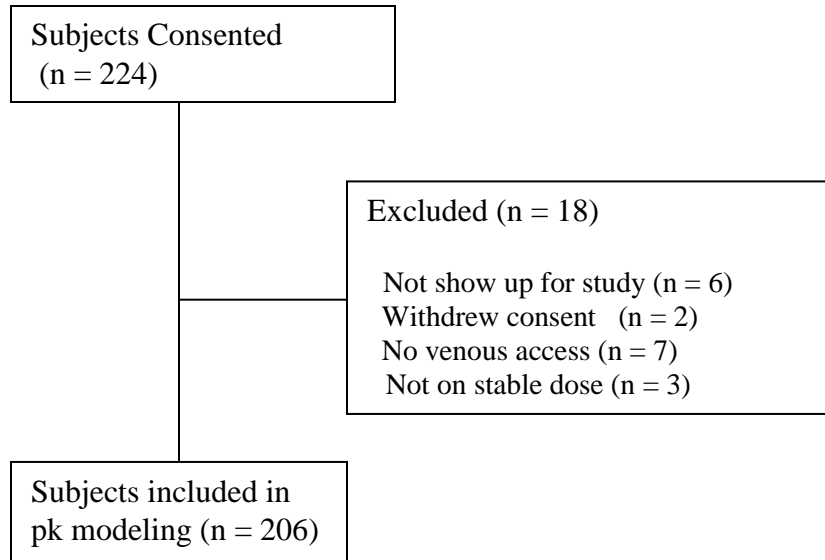 Subjects Consented
(n = 224)
Excluded (n = 18)
Not show up for study (n = 6)
Withdrew consent (n = 2)
No venous access (n = 7)
Not on stable dose (n = 3)
Subjects included in
pk modeling (n = 206)